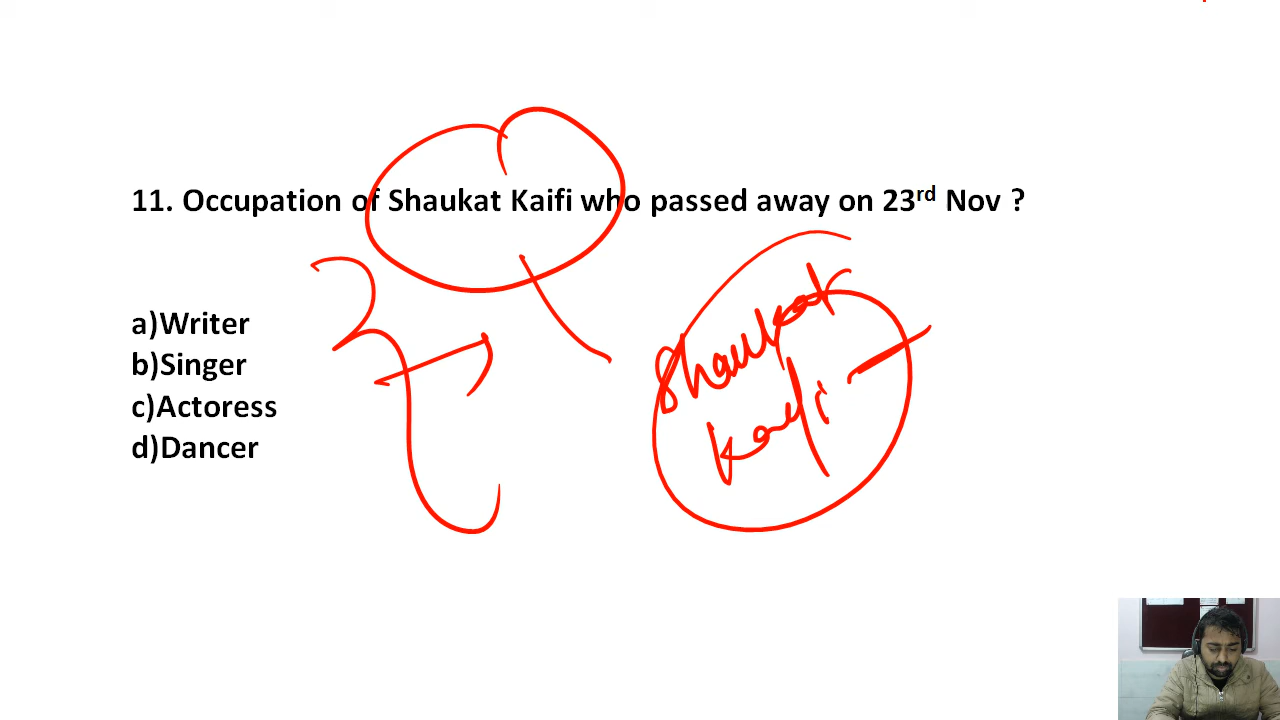 11. Occupation of Shaukat Kaifi who passed away on 23rd Nov ?
a)Writer
b)Singer
c)Actoress
d)Dancer
Shaukat
Kaifi